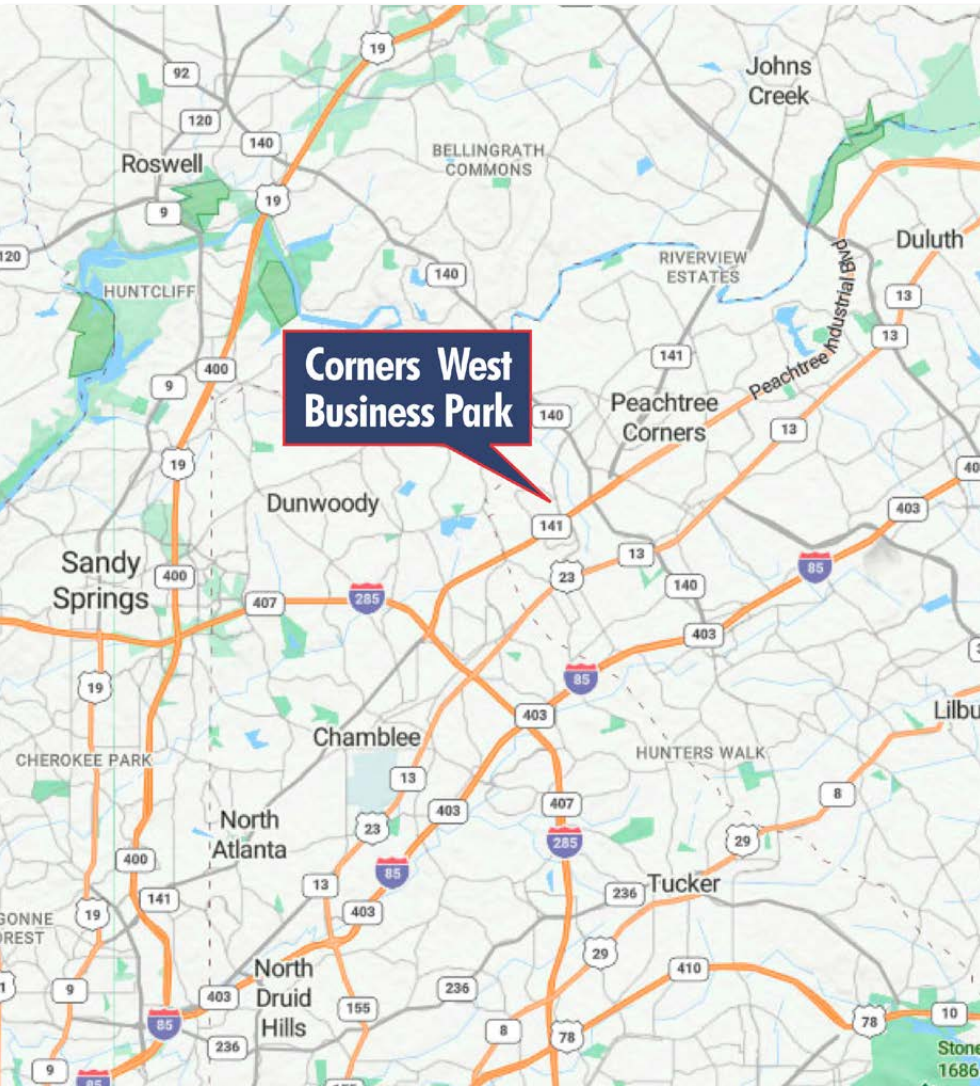 19
92
Johns
Creek
120
140
BELLINGRATH
COMMONS
Roswell
19
9
120
Duluth
RIVERVIEW
ESTATES
140
HUNTCLIFF
13
Peachtree Industrial Blvd
13
141
400
9
Corners West
Business Park
140
Peachtree
Corners
13
19
40
Dunwoody
403
141
Sandy
Springs
13
85
400
23
140
407
285
403
19
85
Lilbu
403
Chamblee
HUNTERS WALK
CHEROKEE PARK
13
8
403
407
North
Atlanta
23
29
285
400
85
13
Tucker
236
141
19
403
GONNE
OREST
29
North
Druid
Hills
410
9
236
403
155
10
85
8
78
78
236
Stone
1686
9
85